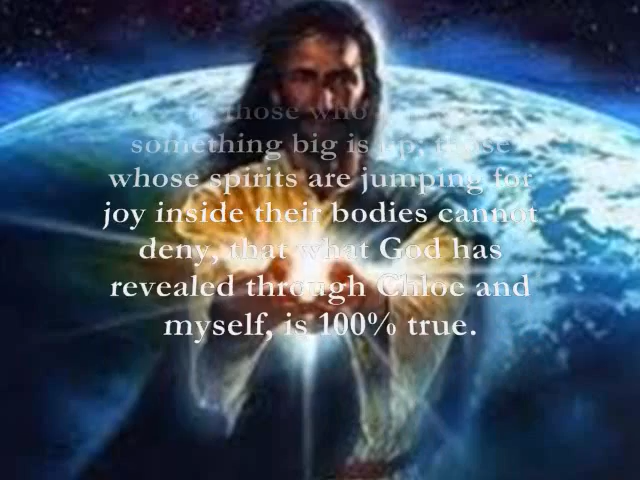 those who
something big is up, those
whose spirits are jumping for
joy inside their bodies cannot
deny, that what God has
revealed through Chloe and
myself, is 100% true.